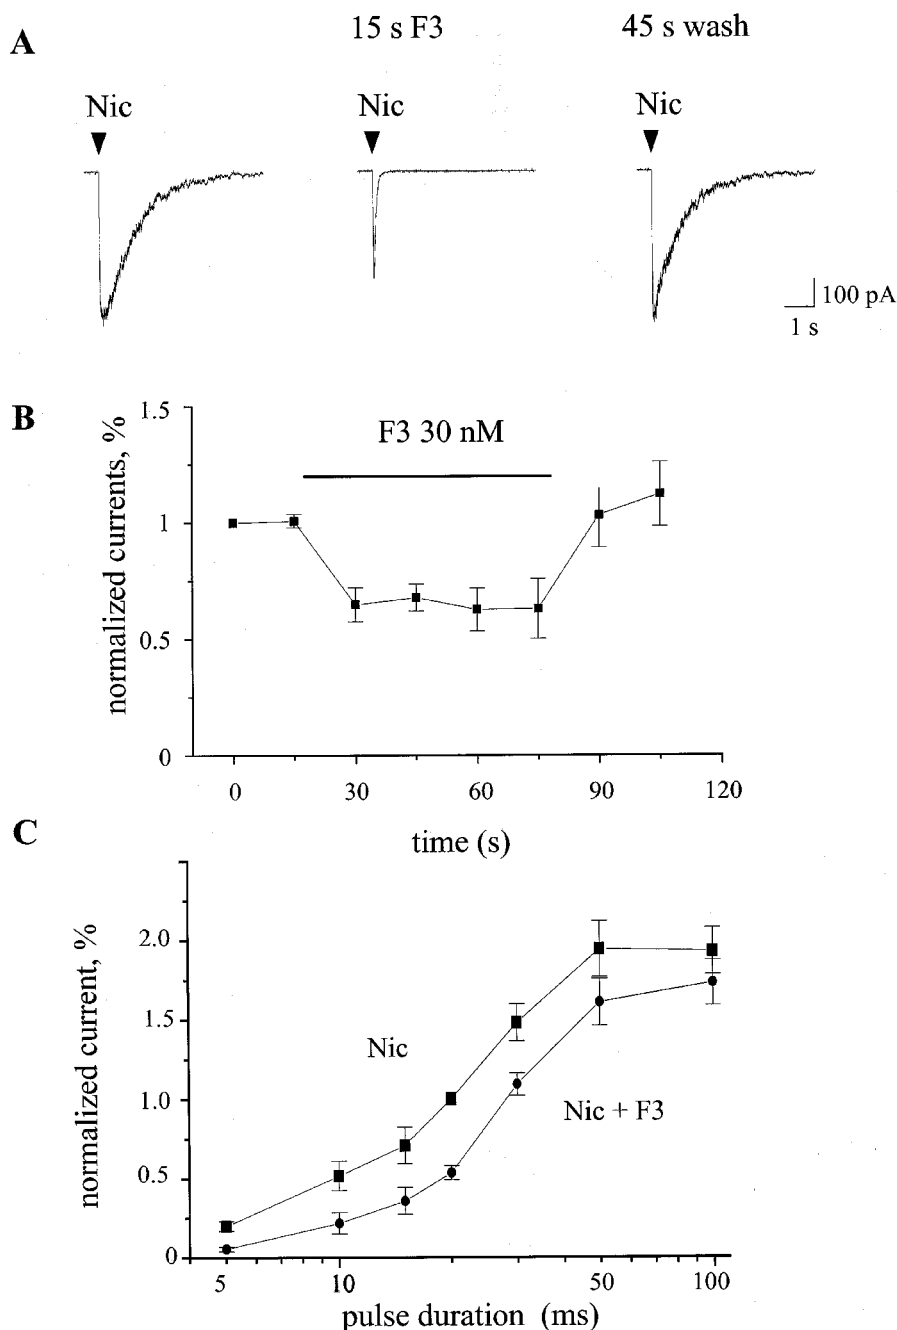 A
15 s F3
45 s wash
Nic
Nic
Nic
100 pA
1 s
B
normalized currents, %
1.5
1
0.5
0
F3 30 nM
0
30
60
90
120
time (s)
C
normalized current, %
2.0
1.5
1.0
0.5
0
Nic
Nic + F3
5
10
50
100
pulse duration (ms)